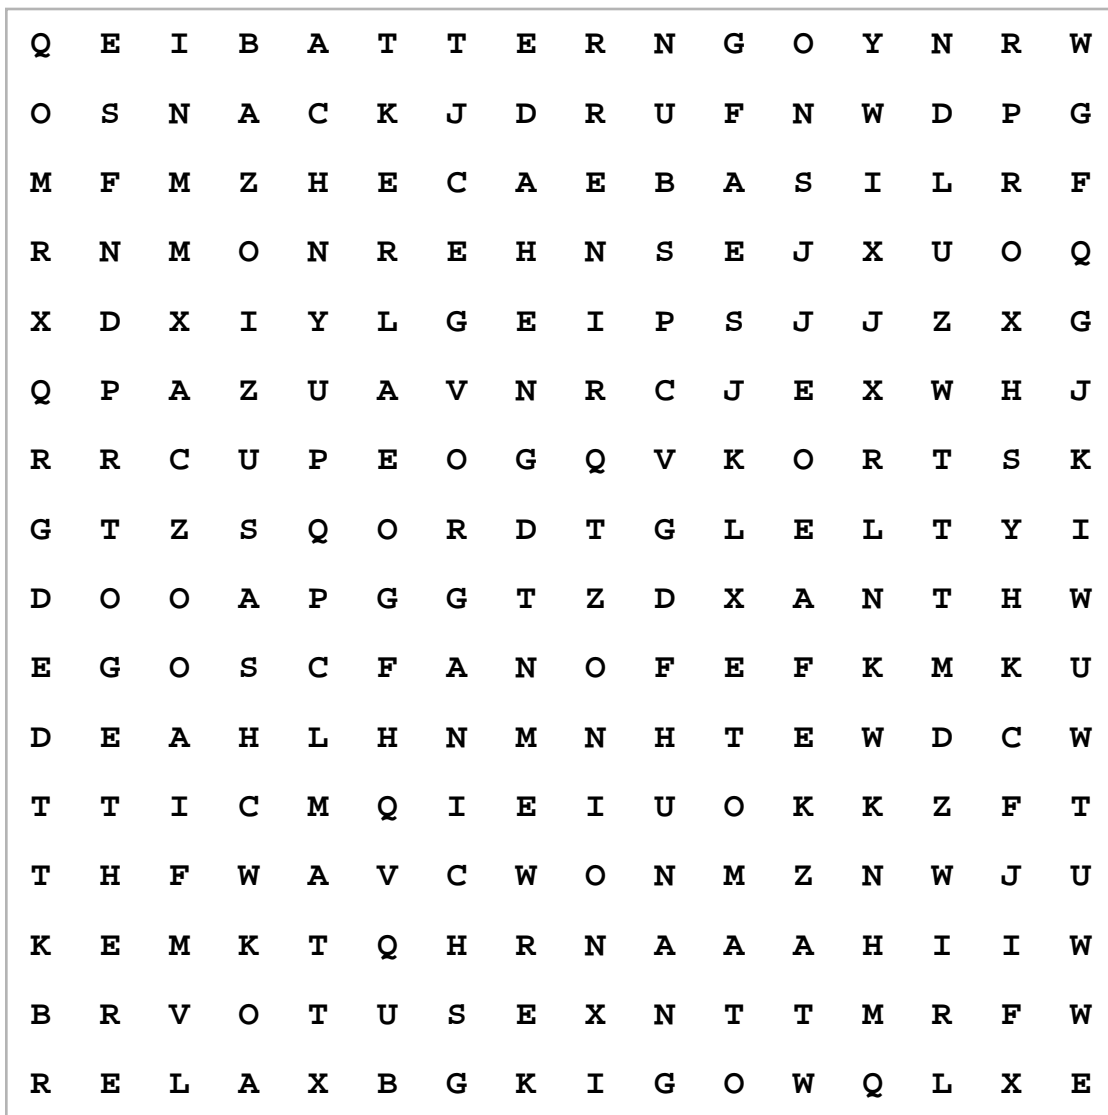 Q E I B A T T E R N G O Y N R W
O S N A C K J D R U F N W D P G
M F M Z H E C A E B A S I L R F
R N M O N R E H N S E J X U O Q
X D X I Y L G E I P S J J Z X G
Q P A Z U A V N R C J E X W H J
R R C U P E O G Q V K O R T S K
G T Z S Q O R D T G L E L T Y I
D O O A P G G T Z D X A N T H W
E G O S C F A N O F E F K M K U
D E A H L H N M N H T E W D C W
T T I C M Q I E I U O K K Z F T
T H F W A V C W O N M Z N W J U
K E M K T Q H R N A A A H I I W
B R V O T U S E X N T T M R F W
R E L A X B G K I G O W Q L X E